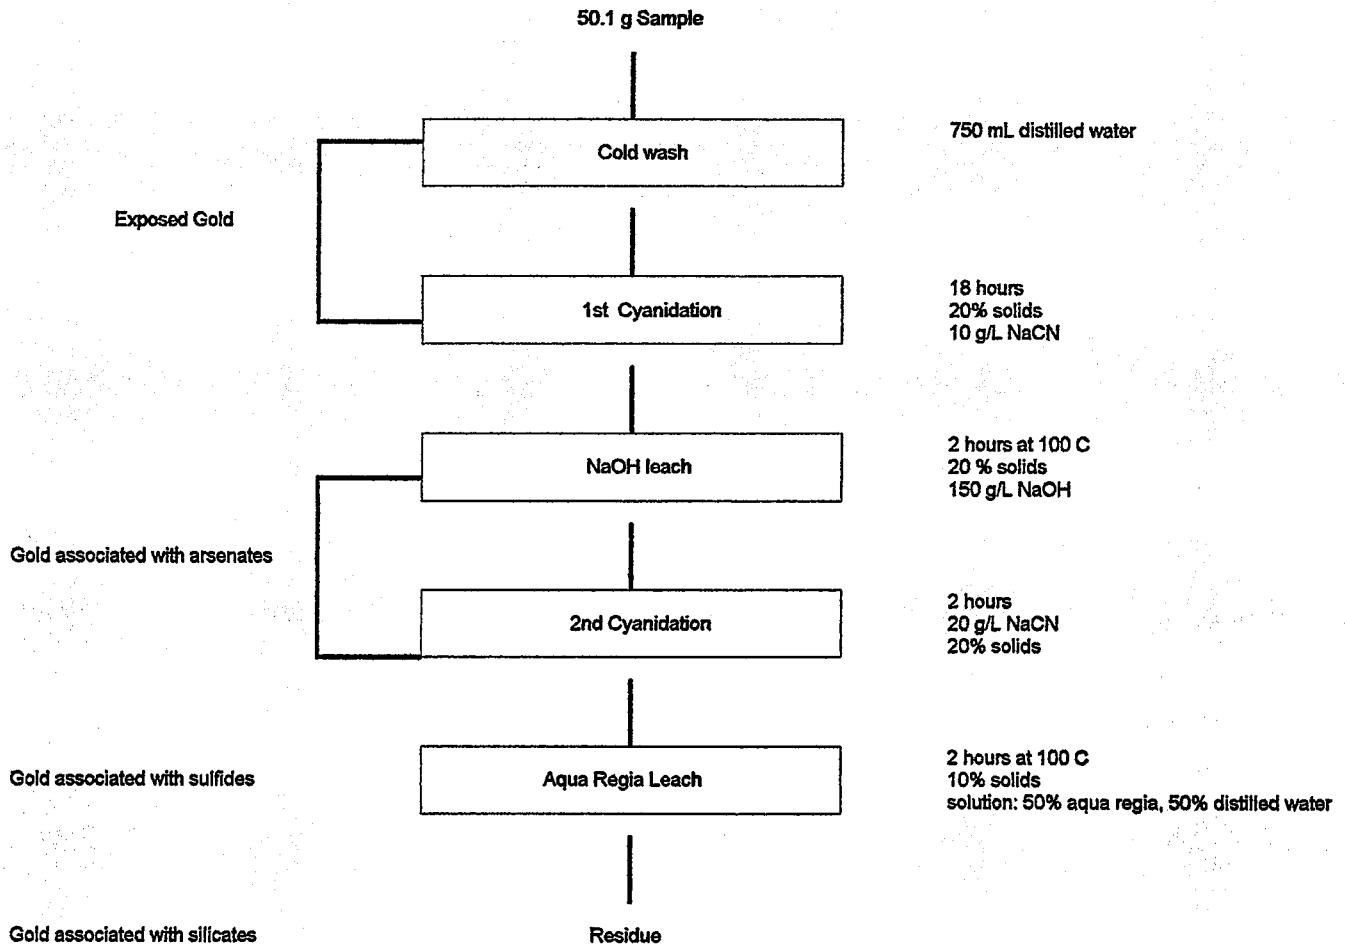 50.1 g Sample
750 mL distilled water
Cold wash
Exposed Gold
18 hours
20% solids
10 g/L NaCN
1st Cyanidation
2 hours at 100 C
20 % solids
150 g/L NaOH
NaOH leach
Gold associated with arsenates
2 hours
20 g/L NaCN
20% solids
2nd Cyanidation
2 hours at 100 C
10% solids
solution: 50% aqua regia, 50% distilled water
Gold associated with sulfides
Aqua Regia Leach
Gold associated with silicates
Residue